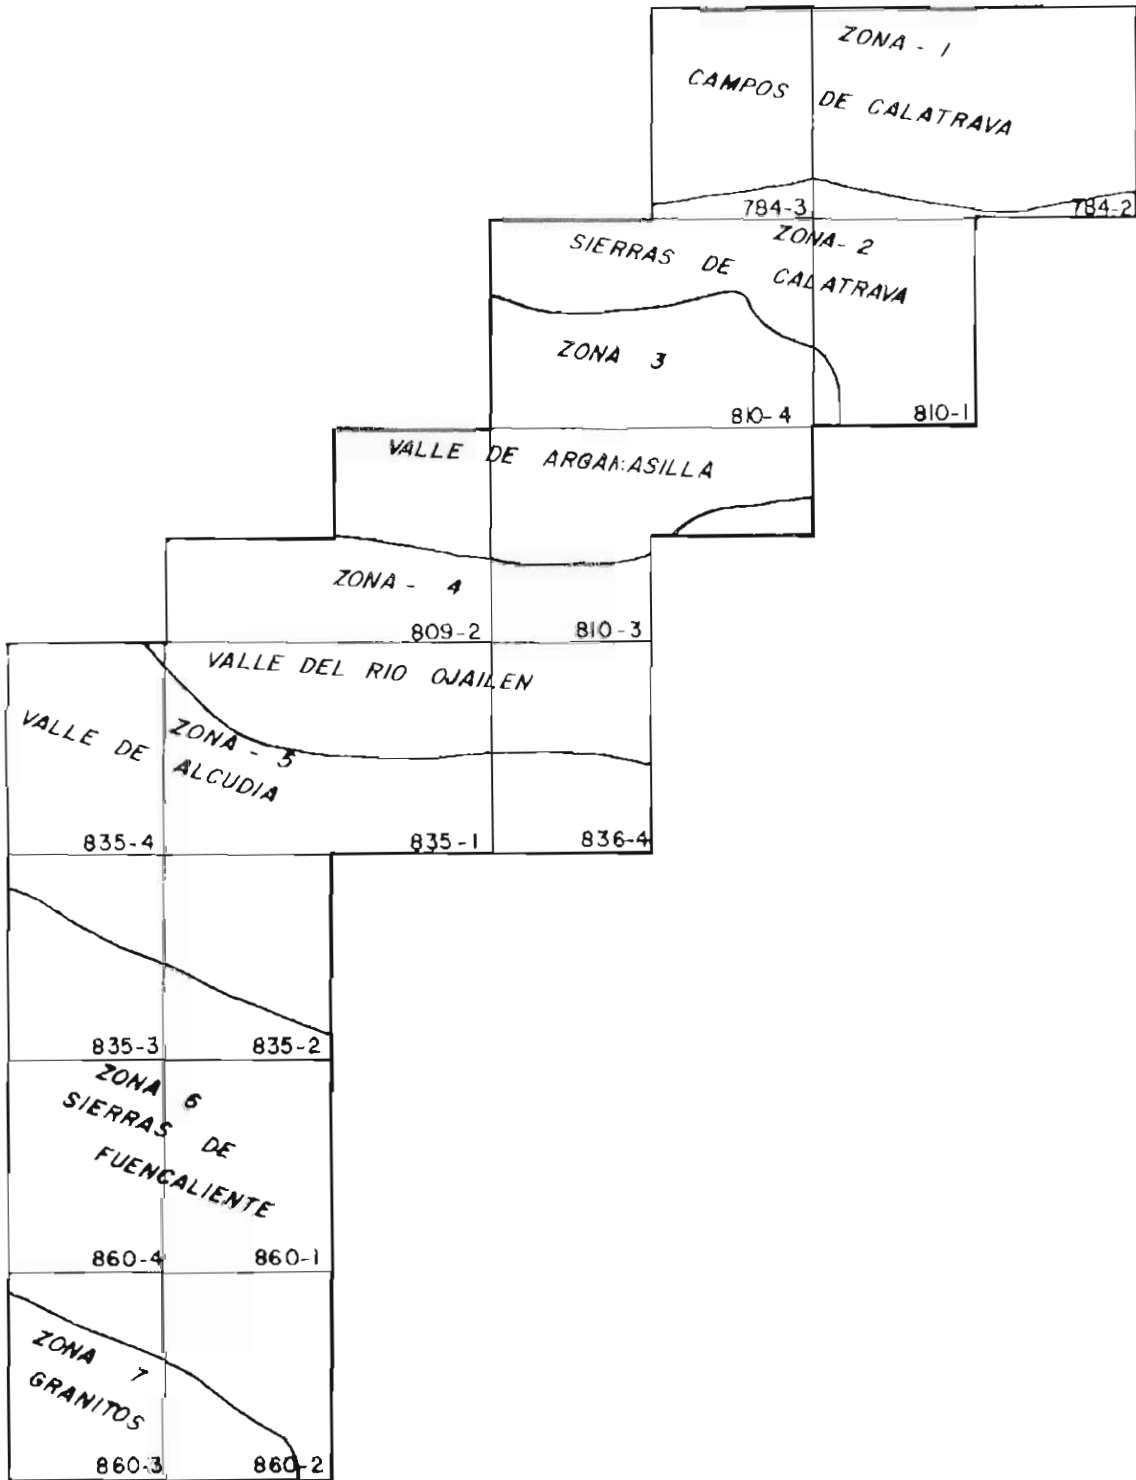 ZONA - 1
CAMPOS DE CALATRAVA
784-3
784-2
ZONA- 2
SIERRAS DE CALATRAVA
ZONA 3
810-4
810-1
VALLE DE ARGAMASILLA
ZONA - 4
809-2
810-3
VALLE DEL RIO OJAILEN
VALLE DE ALCUDIA
ZONA - 5
835-4
835-1
836-4
835-3
835-2
ZONA 6
SIERRAS DE
FUENCALIENTE
860-4
860-1
ZONA 7
GRANITOS
860-3
860-2